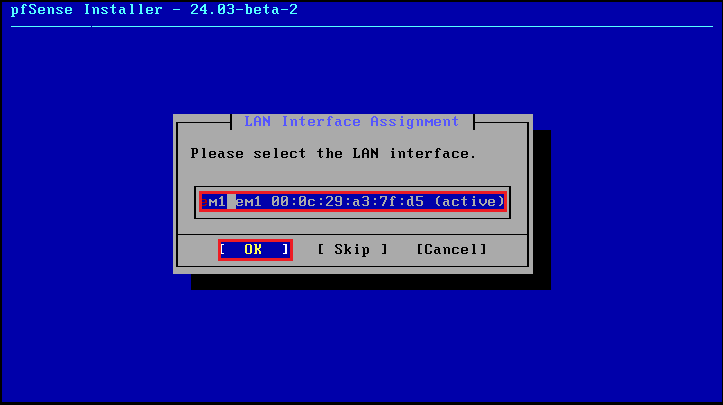 pfSense Installer - 24.03-beta-2
LAN Interface Assignment
Please select the LAN interface.
em1 em1 00:0c:29:a3:7f:d5 (active)
[ OK ] [ Skip ] [Cancel]